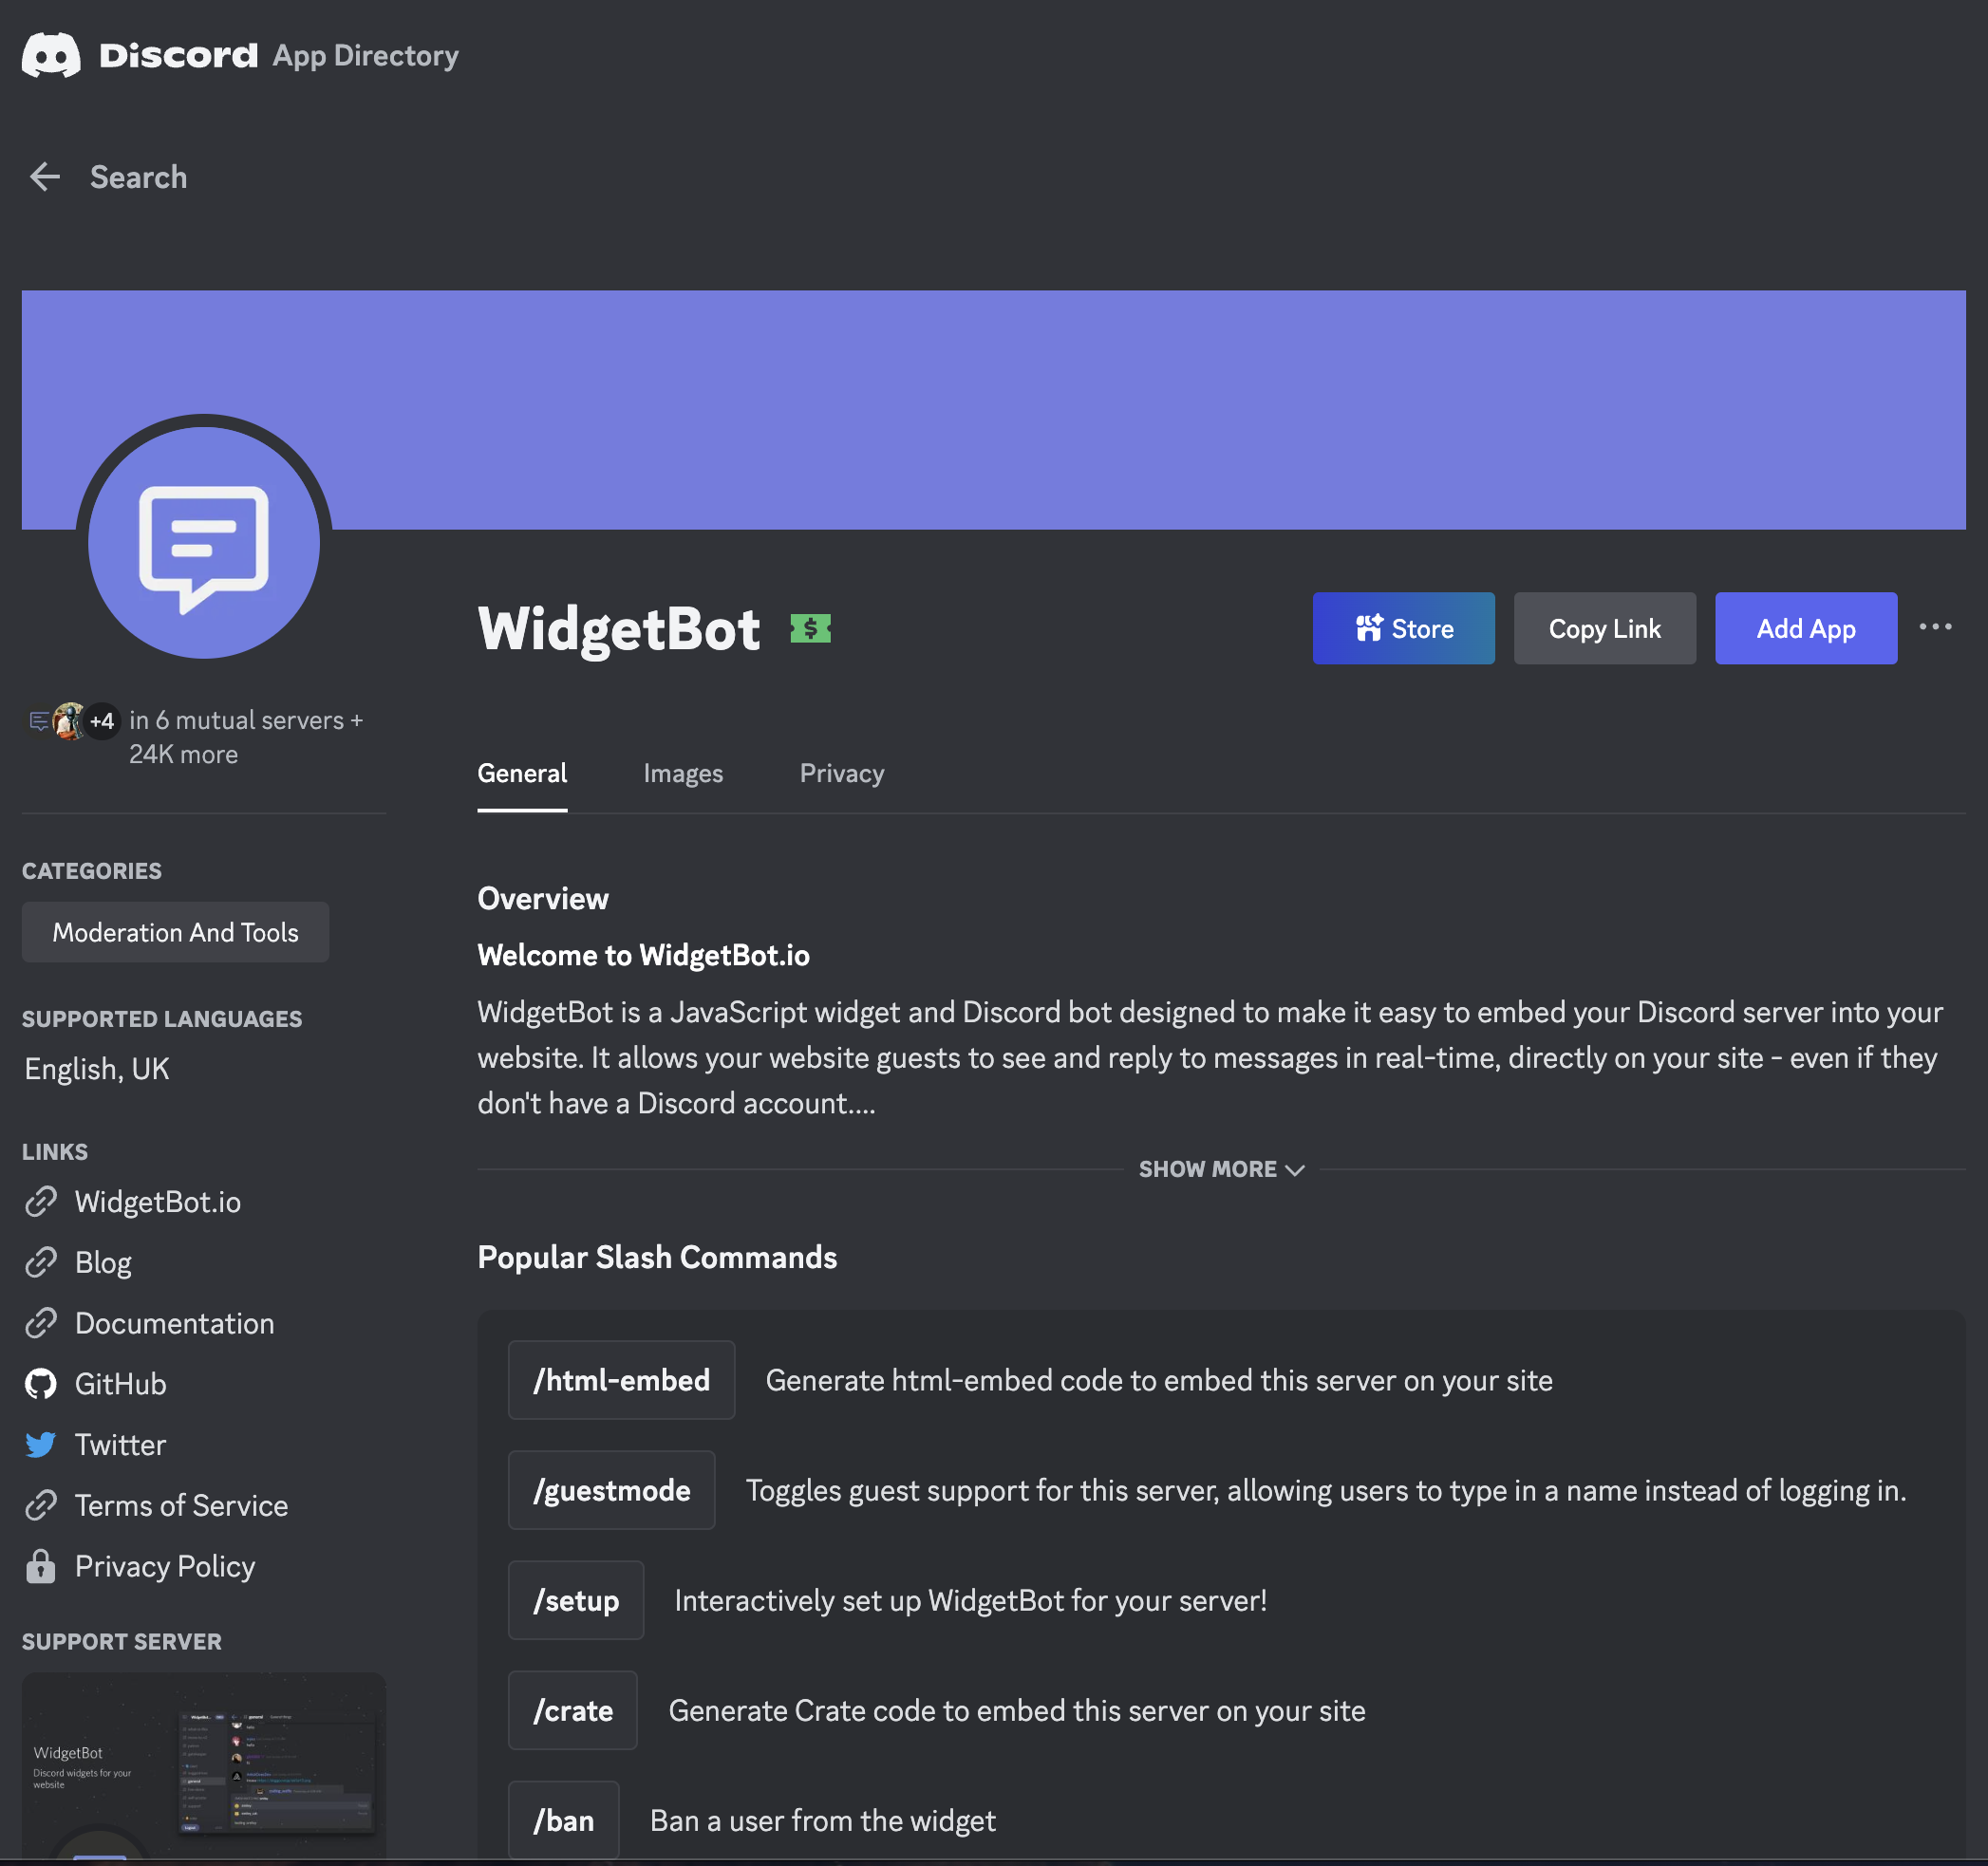 Discord App Directory
Search
WidgetBot
Store
Copy Link
Add App
+4 in 6 mutual servers +
24K more
General
Images
Privacy
CATEGORIES
Moderation And Tools
SUPPORTED LANGUAGES
English, UK
LINKS
WidgetBot.io
Blog
Documentation
GitHub
Twitter
Terms of Service
Privacy Policy
SUPPORT SERVER
WidgetBot
Discord widgets for your
website
Overview
Welcome to WidgetBot.io
WidgetBot is a JavaScript widget and Discord bot designed to make it easy to embed your Discord server into your
website. It allows your website guests to see and reply to messages in real-time, directly on your site - even if they
don't have a Discord account....
SHOW MORE
Popular Slash Commands
/html-embed Generate html-embed code to embed this server on your site
/guestmode Toggles guest support for this server, allowing users to type in a name instead of logging in.
/setup Interactively set up WidgetBot for your server!
/crate Generate Crate code to embed this server on your site
/ban Ban a user from the widget